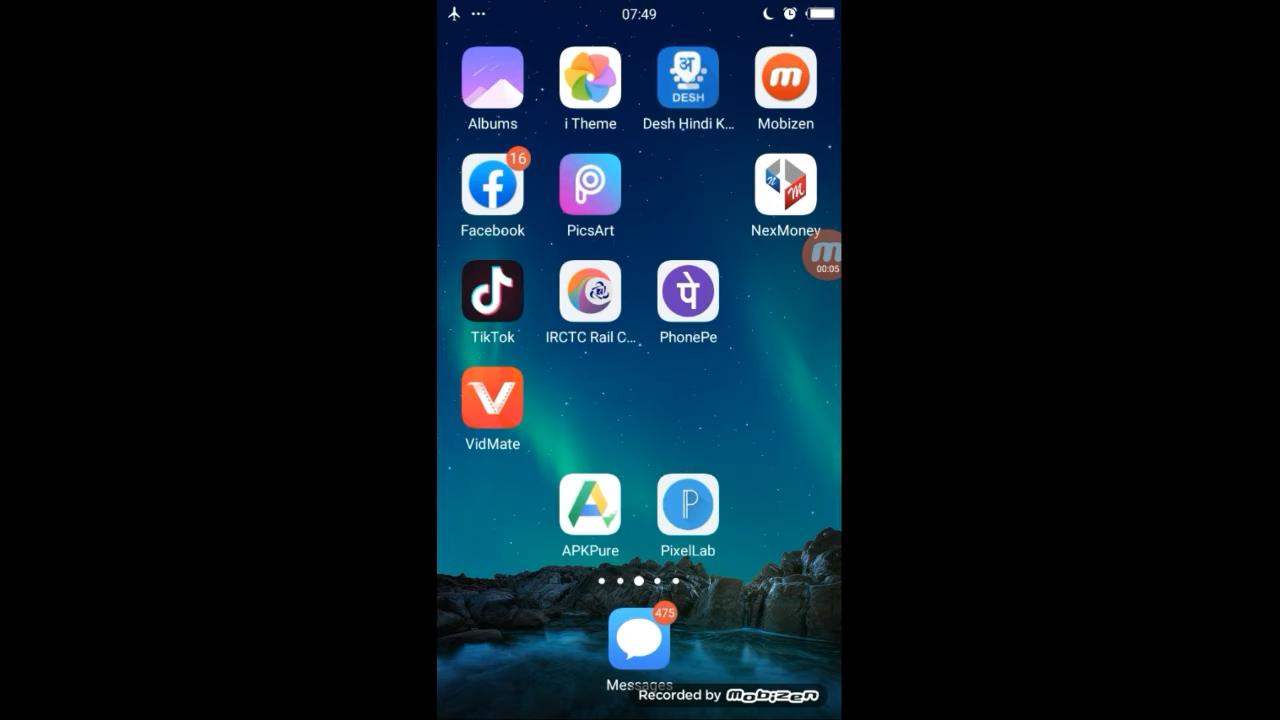 07:49
अ
DESH
m
Albums
i Theme
Desh Hindi K...
Mobizen
16
f
P
N
M
Facebook
PicsArt
NexMoney
m
00:05
पे
TikTok
IRCTC Rail C...
PhonePe
V
VidMate
A
P
APKPure
PixelLab
475
Messages
Recorded by mobizen